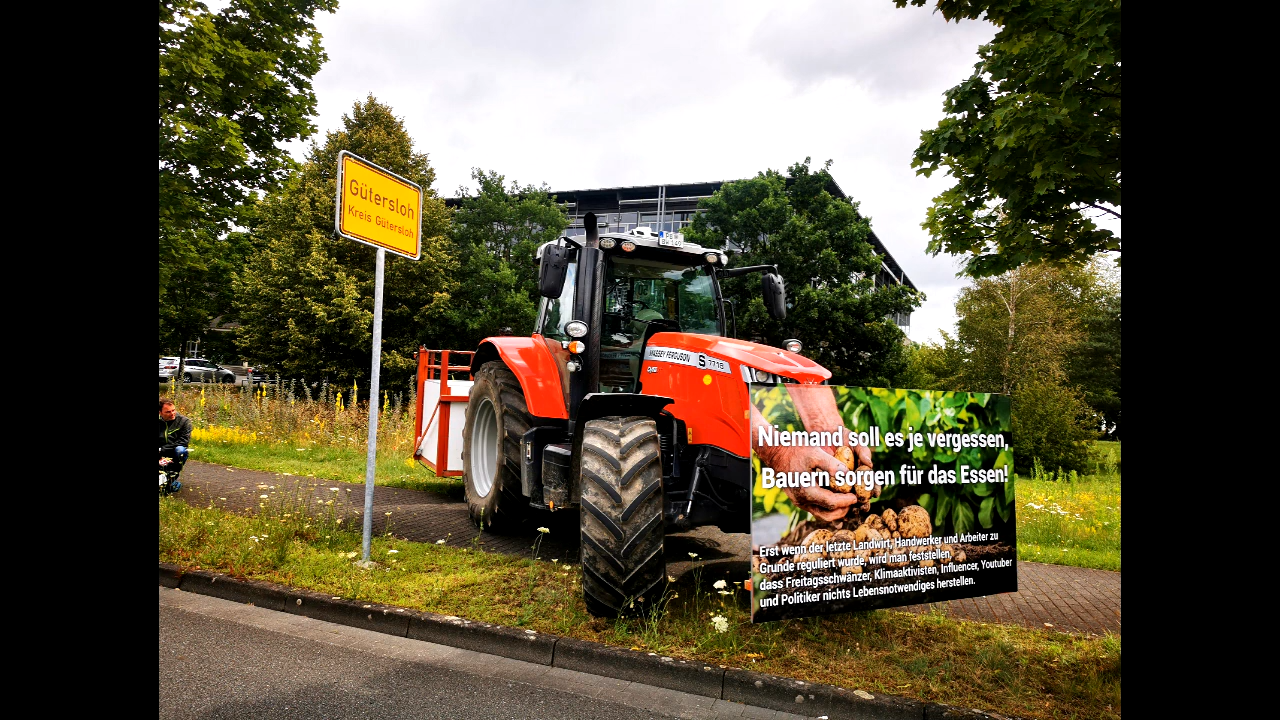 Gütersloh
Kreis Gütersloh
MASSEY FERGUSON
S 7718
Niemand soll es je vergessen,
Bauern sorgen für das Essen!
Erst wenn der letzte Landwirt, Handwerker und Arbeiter zu
Grunde reguliert wurde, wird man feststellen,
dass Freitagsschwänzer, Klimaaktivisten, Influencer, Youtuber
und Politiker nichts Lebensnotwendiges herstellen.